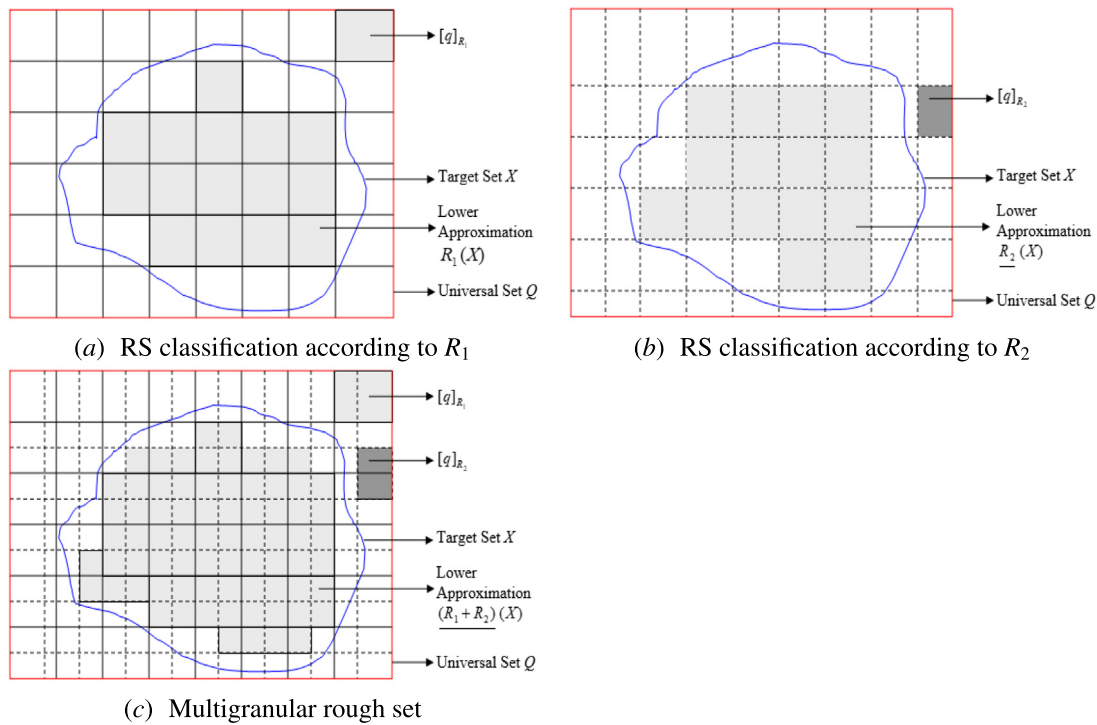 [q]R₁
Target Set X
Lower
Approximation
R₁(X)
Universal Set Q
(a) RS classification according to R₁
[q]R₂
Target Set X
Lower
Approximation
R₂(X)
Universal Set Q
(b) RS classification according to R₂
[q]R₁
[q]R₂
Target Set X
Lower
Approximation
(R₁+R₂)(X)
Universal Set Q
(c) Multigranular rough set